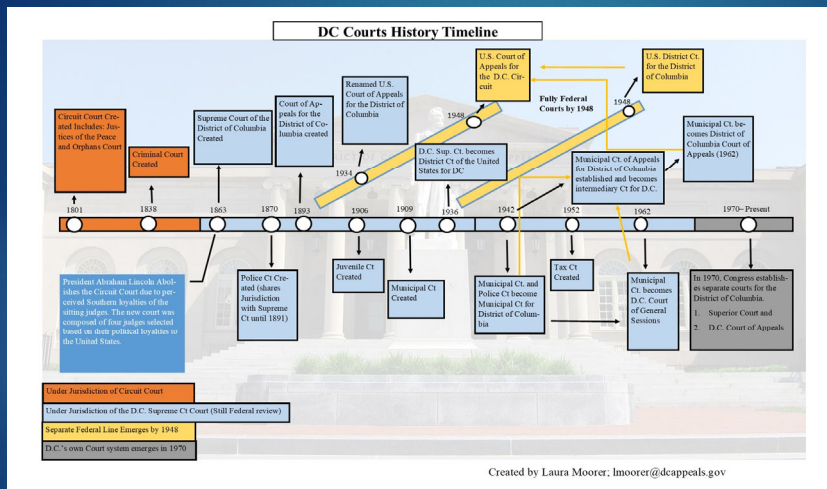 DC Courts History Timeline
Circuit Court Cre-
ated Includes: Jus-
tices of the Peace
and Orphans Court
Criminal Court
Created
Supreme Court of the
District of Columbia
Created
Court of Ap-
peals for the
District of Co-
lumbia created
Renamed U.S.
Court of Appeals
for the District of
Columbia
U.S. Court of
Appeals for
the D.C. Cir-
cuit
U.S. District Ct.
for the District
of Columbia
Fully Federal
Courts by 1948
1948
1948
1934
D.C. Sup. Ct. becomes
District Ct of the United
States for DC
Municipal Ct. of Appeals
for District of Columbia
established and becomes
intermediary Ct for D.C.
Municipal Ct. be-
comes District of
Columbia Court of
Appeals (1962)
1801
1838
1863
1870
1893
1906
1909
1936
1942
1952
1962
1970– Present
President Abraham Lincoln Abol-
ishes the Circuit Court due to per-
ceived Southern loyalties of the
sitting judges. The new court was
composed of four judges selected
based on their political loyalties to
the United States.
Police Ct Cre-
ated (shares
Jurisdiction
with Supreme
Ct until 1891)
Juvenile Ct
Created
Municipal Ct
Created
Municipal Ct. and
Police Ct become
Municipal Ct for
District of Colum-
bia
Tax Ct
Created
Municipal
Ct. becomes
D.C. Court
of General
Sessions
In 1970, Congress establish-
es separate courts for the
District of Columbia.
1. Superior Court and
2. D.C. Court of Appeals
Under Jurisdiction of Circuit Court
Under Jurisdiction of the D.C. Supreme Ct Court (Still Federal review)
Separate Federal Line Emerges by 1948
D.C.'s own Court system emerges in 1970
Created by Laura Moorer; lmoorer@dcappeals.gov